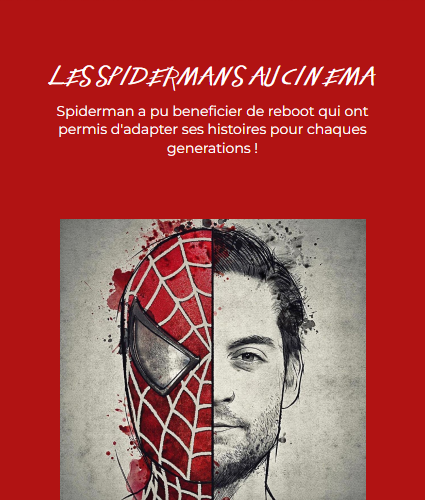 LES SPIDERMANS AU CINEMA
Spiderman a pu beneficier de reboot qui ont
permis d'adapter ses histoires pour chaques
generations !